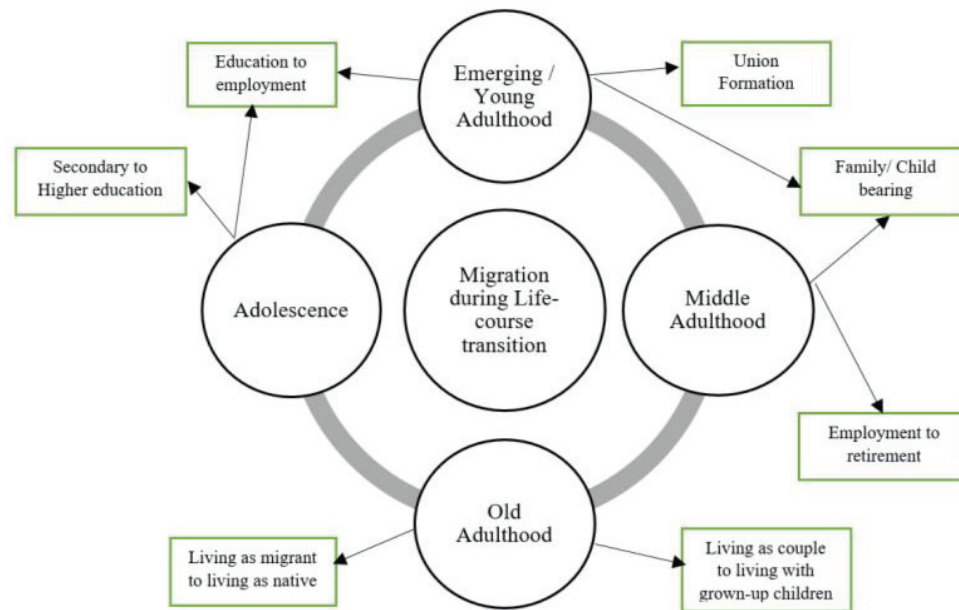 Education to
employment
Emerging /
Young
Adulthood
Union
Formation
Secondary to
Higher education
Family/ Child
bearing
Adolescence
Migration
during Life-
course
transition
Middle
Adulthood
Employment to
retirement
Old
Adulthood
Living as migrant
to living as native
Living as couple
to living with
grown-up children